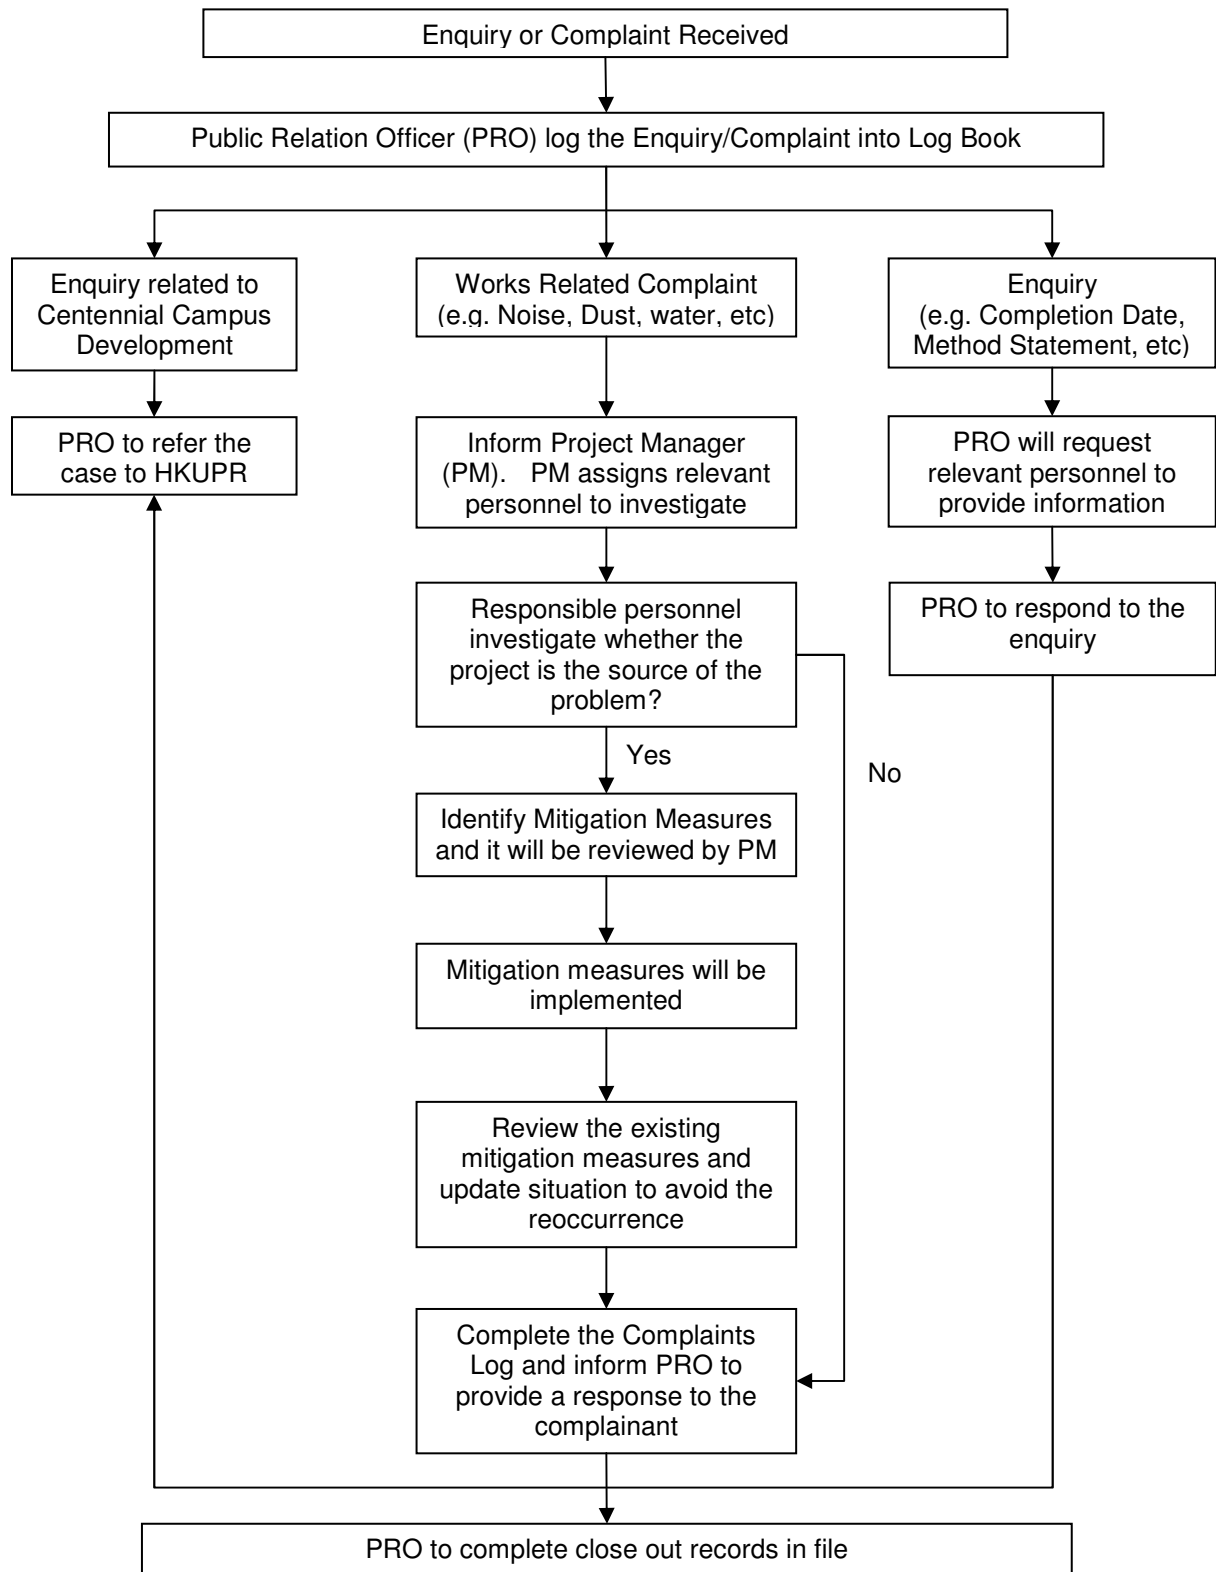 Enquiry or Complaint Received
Public Relation Officer (PRO) log the Enquiry/Complaint into Log Book
Enquiry related to
Centennial Campus
Development
Works Related Complaint
(e.g. Noise, Dust, water, etc)
Enquiry
(e.g. Completion Date,
Method Statement, etc)
PRO to refer the
case to HKUPR
Inform Project Manager
(PM). PM assigns relevant
personnel to investigate
PRO will request
relevant personnel to
provide information
Responsible personnel
investigate whether the
project is the source of the
problem?
PRO to respond to the
enquiry
Yes
No
Identify Mitigation Measures
and it will be reviewed by PM
Mitigation measures will be
implemented
Review the existing
mitigation measures and
update situation to avoid the
reoccurrence
Complete the Complaints
Log and inform PRO to
provide a response to the
complainant
PRO to complete close out records in file